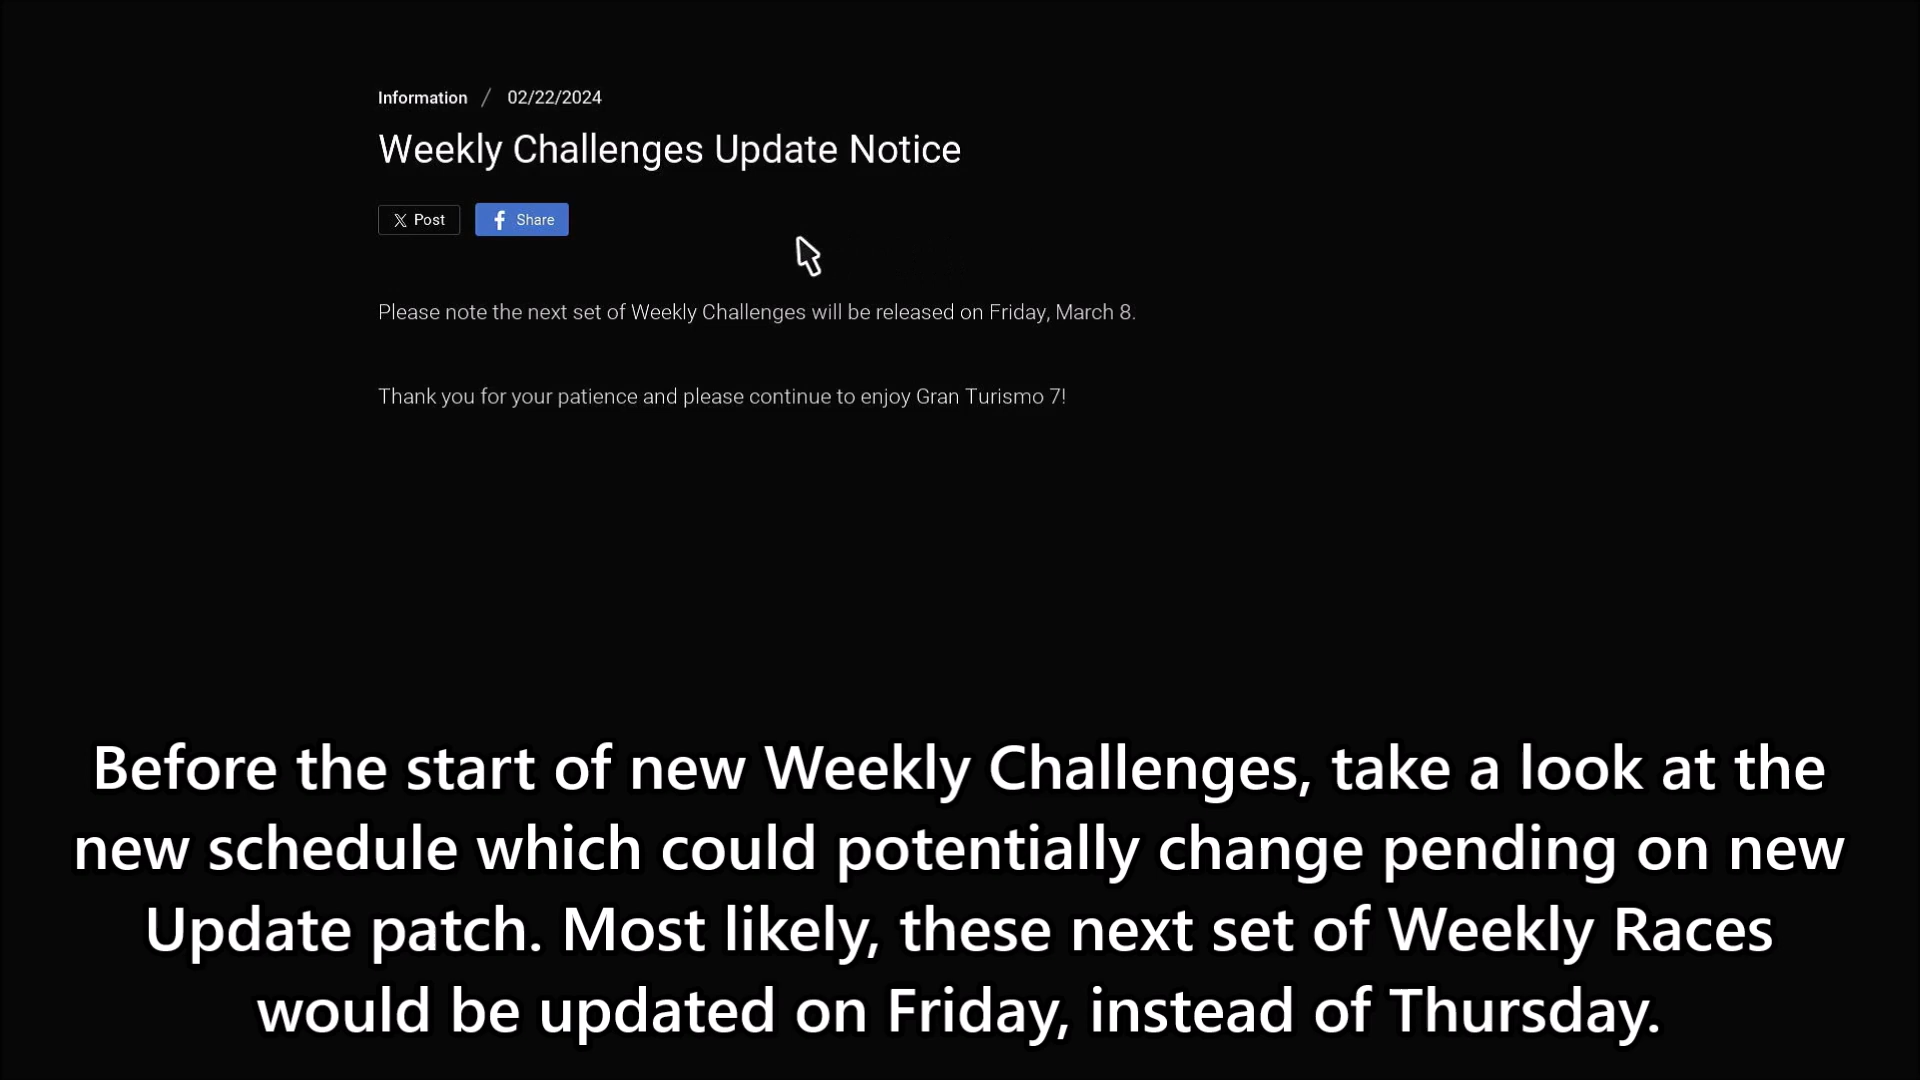 Information / 02/22/2024
Weekly Challenges Update Notice
X Post f Share
Please note the next set of Weekly Challenges will be released on Friday, March 8.
Thank you for your patience and please continue to enjoy Gran Turismo 7!
Before the start of new Weekly Challenges, take a look at the
new schedule which could potentially change pending on new
Update patch. Most likely, these next set of Weekly Races
would be updated on Friday, instead of Thursday.